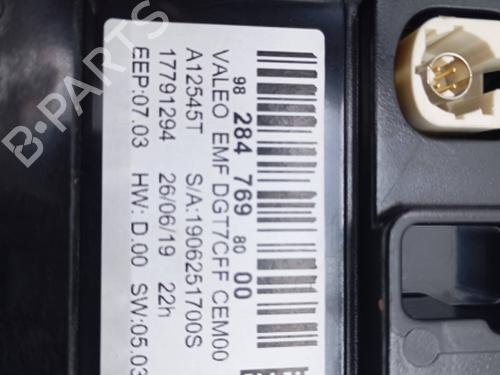 98 284 769 80 00
VALEO EMF DGT7CFF CEM00
A12545T S/A:1906251700S
17791294 26/06/19 22h
EEP:07.03 HW: D.00 SW:05.03
B-PARTS